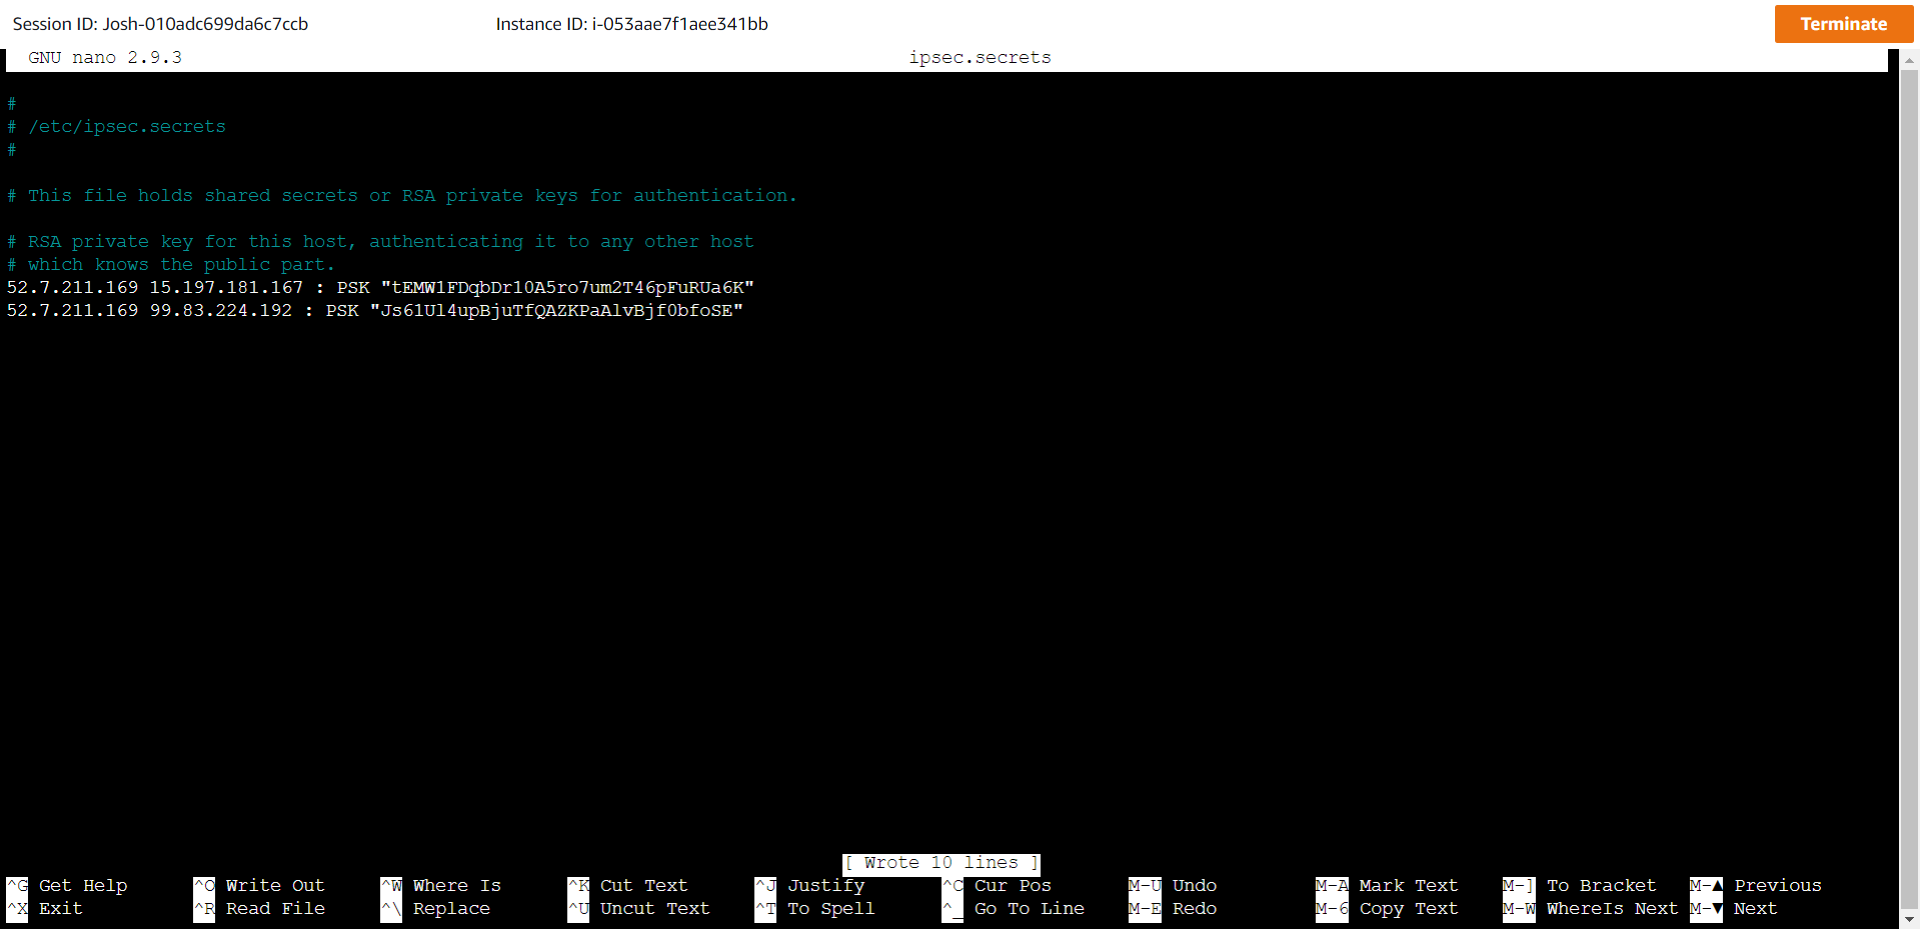 Session ID: Josh-010adc699da6c7ccb Instance ID: i-053aae7f1aee341bb Terminate
GNU nano 2.9.3 ipsec.secrets
#
# /etc/ipsec.secrets
#
# This file holds shared secrets or RSA private keys for authentication.
# RSA private key for this host, authenticating it to any other host
# which knows the public part.
52.7.211.169 15.197.181.167 : PSK "tEMW1FDqbDr10A5ro7um2T46pFuRUa6K"
52.7.211.169 99.83.224.192 : PSK "Js61Ul4upBjuTfQAZKPaAlvBjf0bfoSE"
[ Wrote 10 lines ]
^G Get Help ^O Write Out ^W Where Is ^K Cut Text ^J Justify ^C Cur Pos M-U Undo M-A Mark Text M-] To Bracket M-▲ Previous
^X Exit ^R Read File ^\ Replace ^U Uncut Text ^T To Spell ^_ Go To Line M-E Redo M-6 Copy Text M-W WhereIs Next M-▼ Next